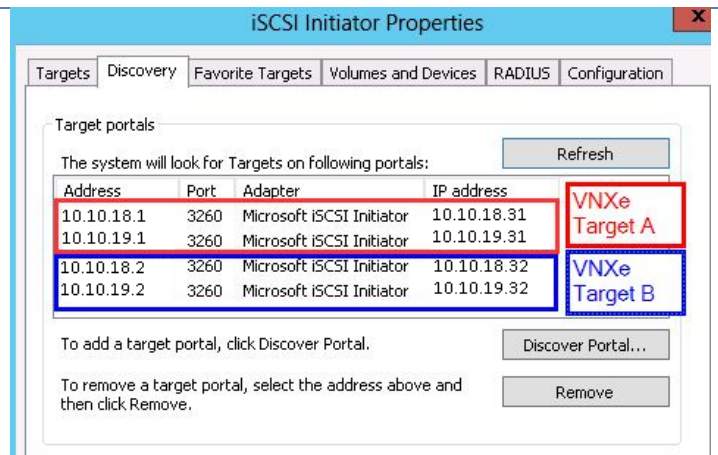 iSCSI Initiator Properties
x
Targets Discovery Favorite Targets Volumes and Devices RADIUS Configuration
Target portals
Refresh
The system will look for Targets on following portals:
Address Port Adapter IP address
10.10.18.1 3260 Microsoft iSCSI Initiator 10.10.18.31
10.10.19.1 3260 Microsoft iSCSI Initiator 10.10.19.31
VNXe
Target A
10.10.18.2 3260 Microsoft iSCSI Initiator 10.10.18.32
10.10.19.2 3260 Microsoft iSCSI Initiator 10.10.19.32
VNXe
Target B
To add a target portal, click Discover Portal.
Discover Portal...
To remove a target portal, select the address above and
then click Remove.
Remove